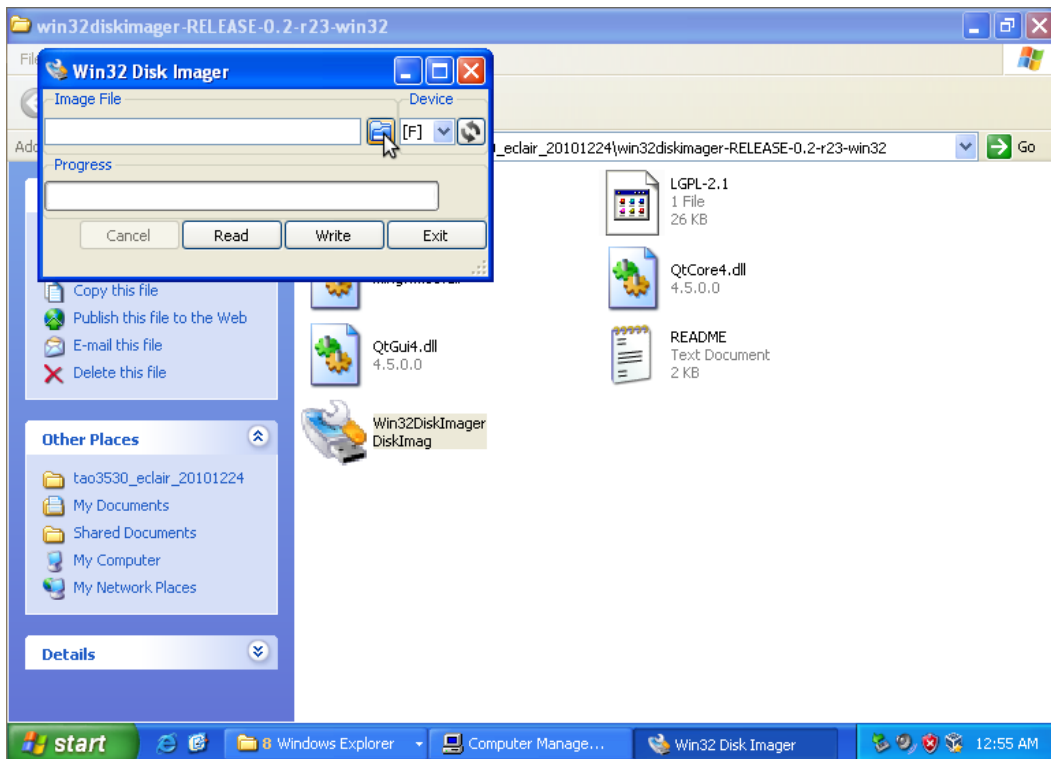 win32diskimager-RELEASE-0.2-r23-win32
Win32 Disk Imager
Image File
Device
[F]
_eclair_20101224\win32diskimager-RELEASE-0.2-r23-win32
Go
Progress
Cancel
Read
Write
Exit
LGPL-2.1
1 File
26 KB
QtCore4.dll
4.5.0.0
Copy this file
Publish this file to the Web
E-mail this file
Delete this file
QtGui4.dll
4.5.0.0
README
Text Document
2 KB
Win32DiskImager
DiskImag
Other Places
tao3530_eclair_20101224
My Documents
Shared Documents
My Computer
My Network Places
Details
start
8 Windows Explorer
Computer Manage...
Win32 Disk Imager
12:55 AM